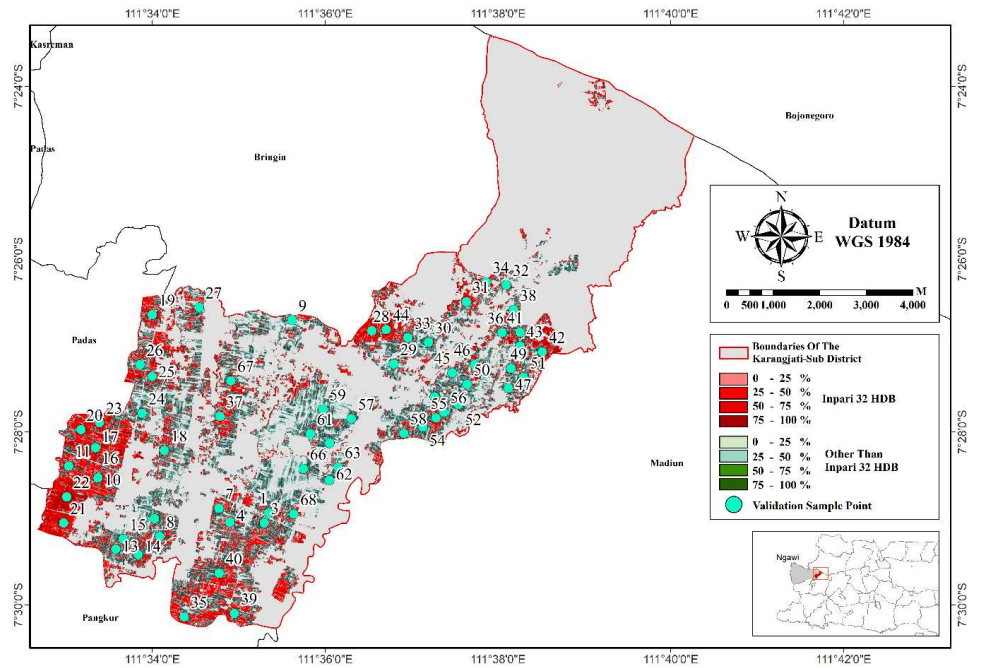 111°34'0"E 111°36'0"E 111°38'0"E 111°40'0"E 111°42'0"E
Kasreman
7°24'0"S
7°24'0"S
Bojonegoro
Padas
Bringin
N
W E
S
Datum
WGS 1984
0 500 1,000 2,000 3,000 4,000 M
7°26'0"S
7°26'0"S
34 32
31
38
19 27 9
28 44 33 30 36 41 43 42
Padas
29
49
26
25
67
45 46 50 51
47
24
37
59 57
55 56 52
20 23
61
58 54
7°28'0"S
7°28'0"S
17
18
11 16
66 63
62
10
22
7 1 68
21
4 3
15 8
13 14
40
35 39
Madiun
Pangkur
7°30'0"S
7°30'0"S
Boundaries Of The
Karangjati-Sub District
0 - 25 %
25 - 50 %
50 - 75 %
75 - 100 %
Inpari 32 HDB
0 - 25 %
25 - 50 %
50 - 75 %
75 - 100 %
Other Than
Inpari 32 HDB
Validation Sample Point
Ngawi
111°34'0"E 111°36'0"E 111°38'0"E 111°40'0"E 111°42'0"E